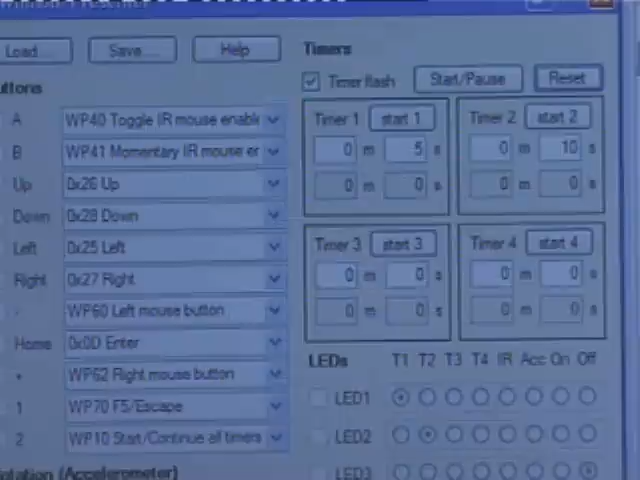 Load...
Save...
Help
Timers
Timer flash
Start/Pause
Reset
A
WP40 Toggle IR mouse enable
B
WP41 Momentary IR mouse er
Up
0x26 Up
Down
0x28 Down
Left
0x25 Left
Right
0x27 Right
-
WP60 Left mouse button
Home
0x0D Enter
+
WP62 Right mouse button
1
WP70 F5/Escape
2
WP10 Start/Continue all timers
Timer 1 start 1
0 m 5 s
0 m 0 s
Timer 2 start 2
0 m 10 s
0 m 0 s
Timer 3 start 3
0 m 0 s
0 m 0 s
Timer 4 start 4
0 m 0 s
0 m 0 s
LEDs T1 T2 T3 T4 IR Acc On Off
LED1
LED2
LED3
(Accelerometer)